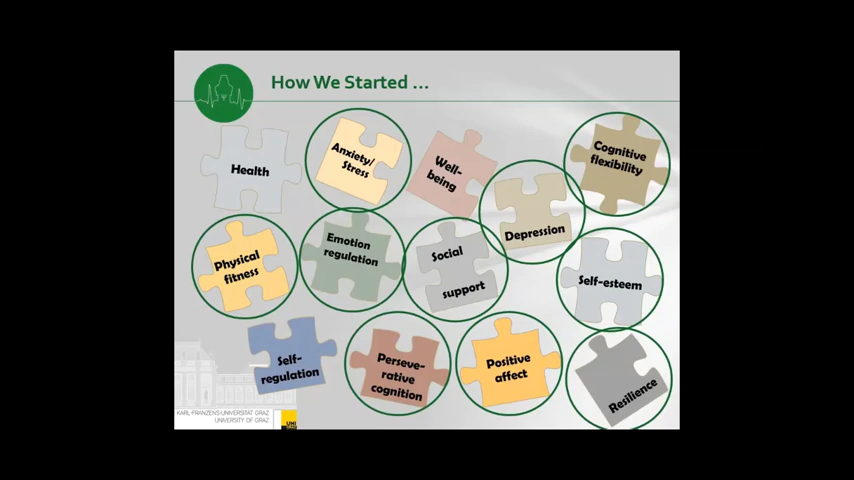 How We Started ...
Health
Anxiety/
Stress
Well-
being
Cognitive
flexibility
Depression
Physical
fitness
Emotion
regulation
Social
support
Self-esteem
Self-
regulation
Perseve-
rative
cognition
Positive
affect
Resilience
KARL-FRANZENS-UNIVERSITÄT GRAZ
UNIVERSITY OF GRAZ
UNI